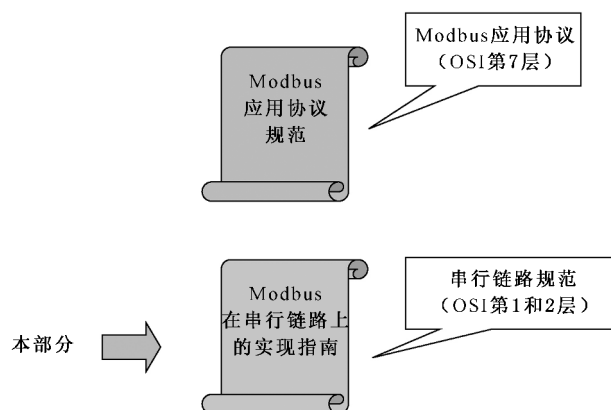 Modbus
应用协议
规范
Modbus应用协议
（OSI第7层）
Modbus
在串行链路上
的实现指南
串行链路规范
（OSI第1和2层）
本部分